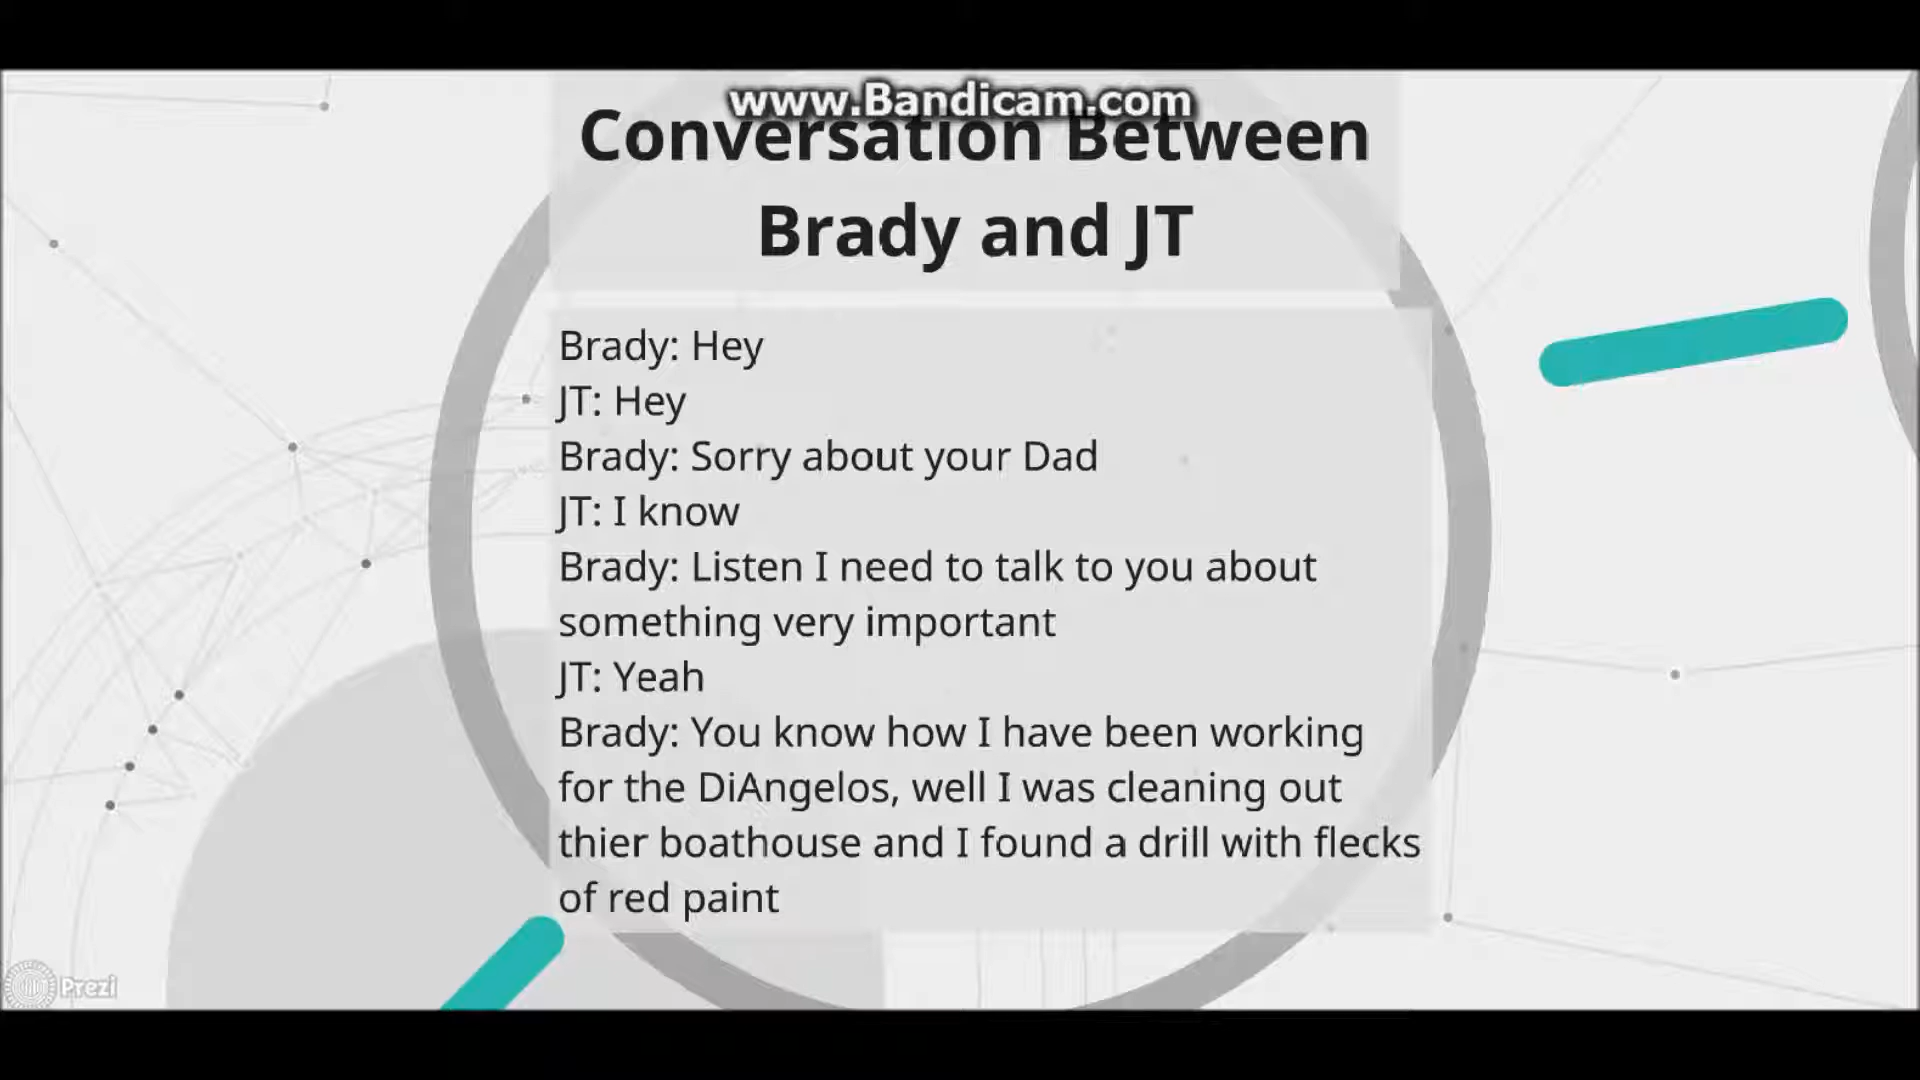 www.Bandicam.com
Conversation Between
Brady and JT
Brady: Hey
JT: Hey
Brady: Sorry about your Dad
JT: I know
Brady: Listen I need to talk to you about
something very important
JT: Yeah
Brady: You know how I have been working
for the DiAngelos, well I was cleaning out
thier boathouse and I found a drill with flecks
of red paint
Prezi